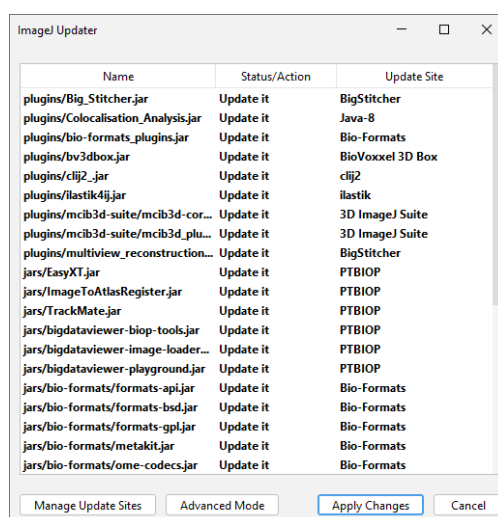 ImageJ Updater
Name Status/Action Update Site
plugins/Big_Stitcher.jar Update it BigStitcher
plugins/Colocalisation_Analysis.jar Update it Java-8
plugins/bio-formats_plugins.jar Update it Bio-Formats
plugins/bv3dbox.jar Update it BioVoxxel 3D Box
plugins/clij2_.jar Update it clij2
plugins/ilastik4ij.jar Update it ilastik
plugins/mcib3d-suite/mcib3d-cor... Update it 3D ImageJ Suite
plugins/mcib3d-suite/mcib3d_plu... Update it 3D ImageJ Suite
plugins/multiview_reconstruction... Update it BigStitcher
jars/EasyXT.jar Update it PTBIOP
jars/ImageToAtlasRegister.jar Update it PTBIOP
jars/TrackMate.jar Update it PTBIOP
jars/bigdataviewer-biop-tools.jar Update it PTBIOP
jars/bigdataviewer-image-loader... Update it PTBIOP
jars/bigdataviewer-playground.jar Update it PTBIOP
jars/bio-formats/formats-api.jar Update it Bio-Formats
jars/bio-formats/formats-bsd.jar Update it Bio-Formats
jars/bio-formats/formats-gpl.jar Update it Bio-Formats
jars/bio-formats/metakit.jar Update it Bio-Formats
jars/bio-formats/ome-codecs.jar Update it Bio-Formats
Manage Update Sites Advanced Mode Apply Changes Cancel